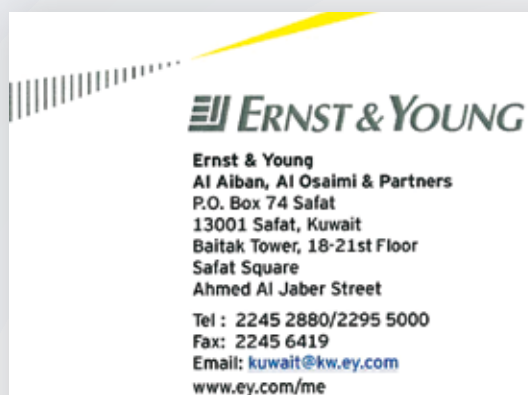 ERNST & YOUNG
Ernst & Young
Al Aiban, Al Osaimi & Partners
P.O. Box 74 Safat
13001 Safat, Kuwait
Baitak Tower, 18-21st Floor
Safat Square
Ahmed Al Jaber Street
Tel : 2245 2880/2295 5000
Fax: 2245 6419
Email: kuwait@kw.ey.com
www.ey.com/me